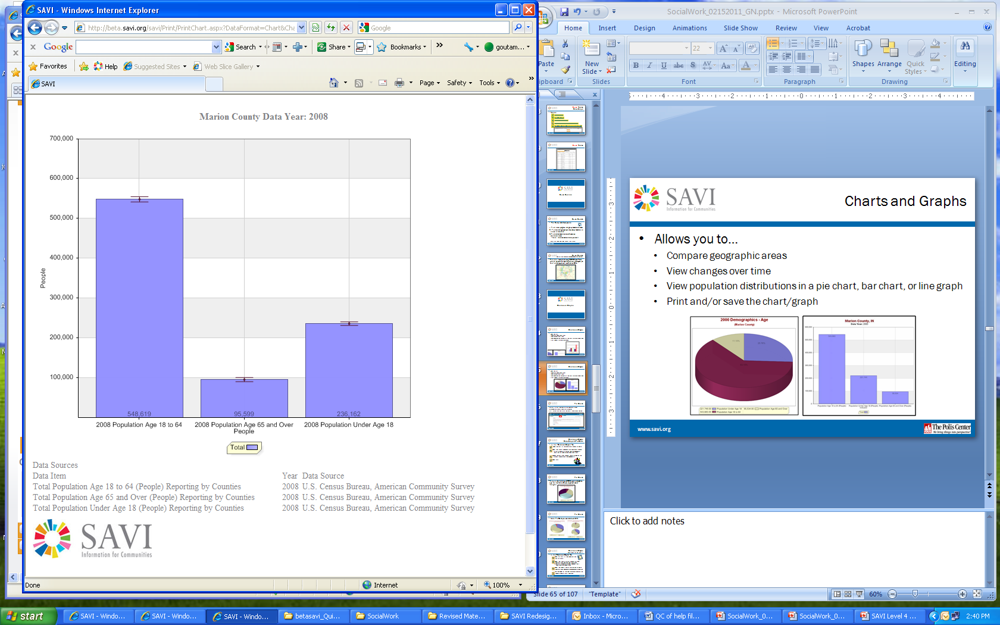 SAVI - Windows Internet Explorer
http://beta.savi.org/savi/Print/PrintChart.aspx?DataFormat=Chart&Cha
Google
Google
Search
Share
Bookmarks
goutam...
Favorites
Help
Suggested Sites
Web Slice Gallery
SAVI
Page
Safety
Tools
Marion County Data Year: 2008
700,000
600,000
500,000
400,000
300,000
200,000
100,000
People
548,619
95,599
236,162
2008 Population Age 18 to 64
2008 Population Age 65 and Over
2008 Population Under Age 18
People
Total
Data Sources
Data Item Year Data Source
Total Population Age 18 to 64 (People) Reporting by Counties 2008 U.S. Census Bureau, American Community Survey
Total Population Age 65 and Over (People) Reporting by Counties 2008 U.S. Census Bureau, American Community Survey
Total Population Under Age 18 (People) Reporting by Counties 2008 U.S. Census Bureau, American Community Survey
SAVI
Information for Communities
Done
Internet
100%
SocialWork_02152011_GN.pptx - Microsoft PowerPoint
Home
Insert
Design
Animations
Slide Show
Review
View
Acrobat
Paste
New
Slide
22
Shapes
Arrange
Quick
Styles
Editing
pboard
Slides
Font
Paragraph
Drawing
SAVI
Information for Communities
Charts and Graphs
• Allows you to...
• Compare geographic areas
• View changes over time
• View population distributions in a pie chart, bar chart, or line graph
• Print and/or save the chart/graph
2000 Demographics - Age
(Marion County)
Marion County, IN
Data Year: 2000
www.savi.org
The Polis Center
We bring things into perspective!
Click to add notes
Slide 65 of 107
"Template"
60%
start
SAVI - Windo...
SAVI - Windo...
SAVI - Windo...
betasavi_Qui...
SocialWork
Revised Mate...
SAVI Redesig...
Inbox - Micro...
QC of help fil...
SocialWork_0...
SocialWork_0...
SAVI Level 4 ...
2:40 PM